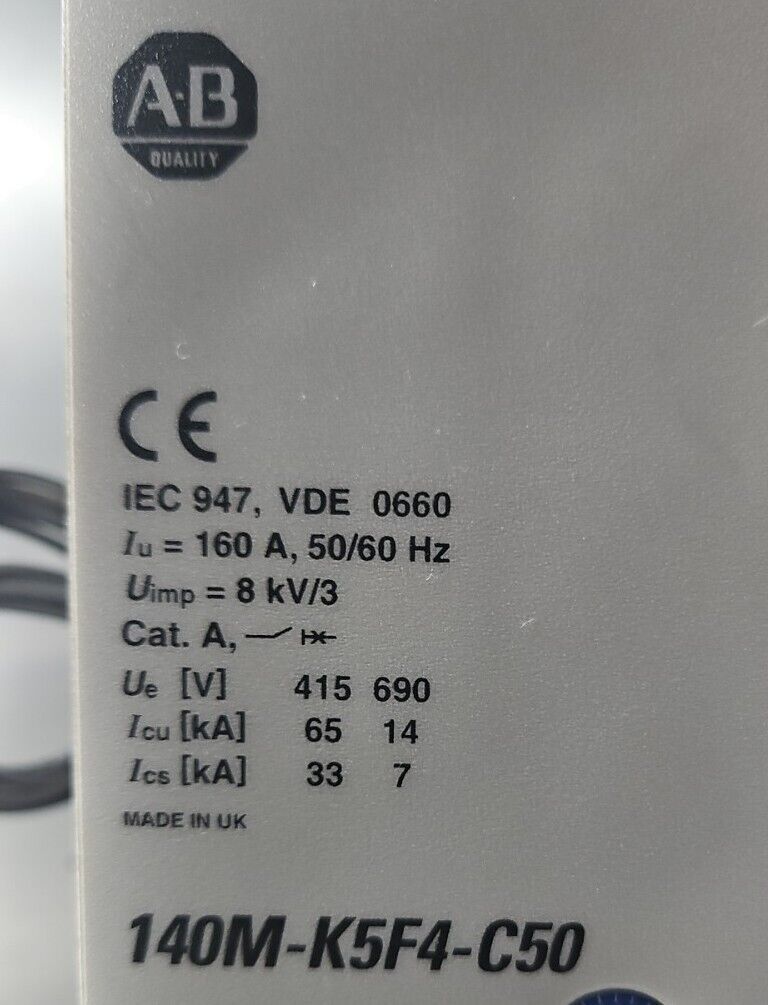 A·B
QUALITY
CE
IEC 947, VDE 0660
Iu = 160 A, 50/60 Hz
Uimp = 8 kV/3
Cat. A,
Ue [V] 415 690
Icu [kA] 65 14
Ics [kA] 33 7
MADE IN UK
140M-K5F4-C50